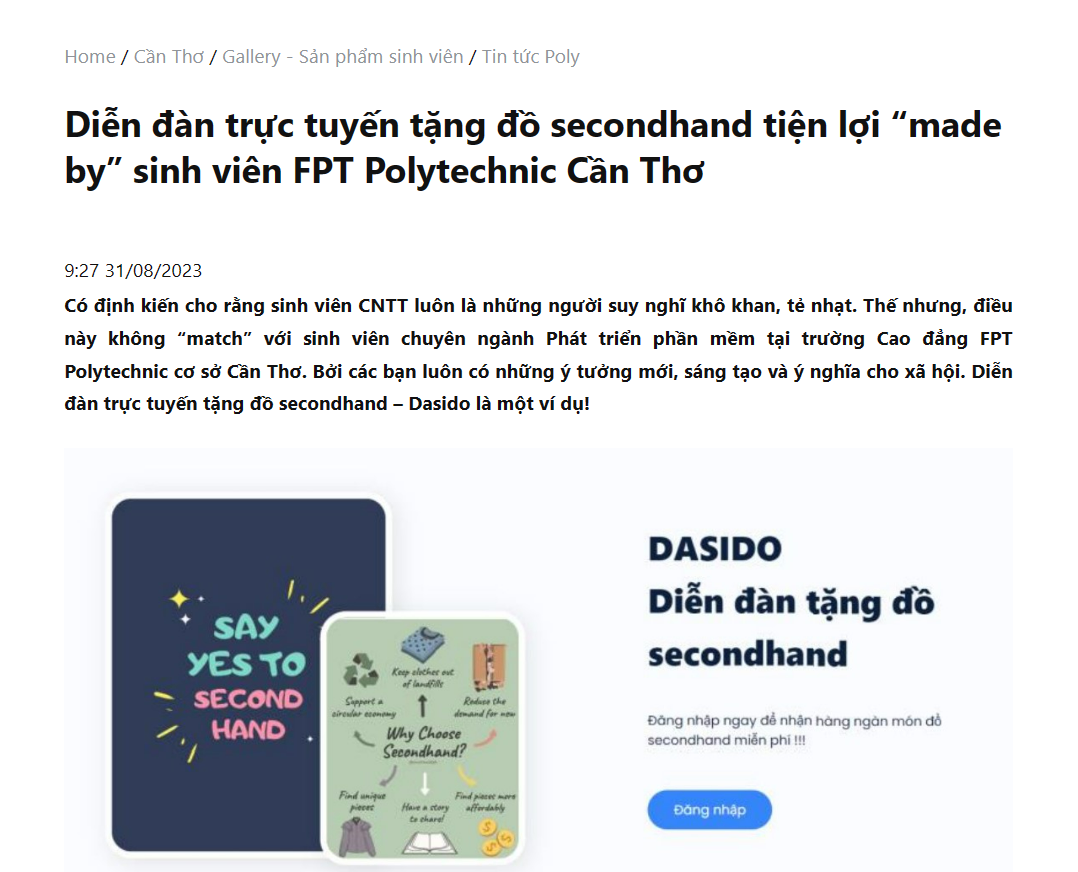 Home / Cần Thơ / Gallery - Sản phẩm sinh viên / Tin tức Poly
Diễn đàn trực tuyến tặng đồ secondhand tiện lợi “made
by” sinh viên FPT Polytechnic Cần Thơ
9:27 31/08/2023
Có định kiến cho rằng sinh viên CNTT luôn là những người suy nghĩ khô khan, tẻ nhạt. Thế nhưng, điều
này không “match” với sinh viên chuyên ngành Phát triển phần mềm tại trường Cao đẳng FPT
Polytechnic cơ sở Cần Thơ. Bởi các bạn luôn có những ý tưởng mới, sáng tạo và ý nghĩa cho xã hội. Diễn
đàn trực tuyến tặng đồ secondhand – Dasido là một ví dụ!
SAY
YES TO
SECOND
HAND
Keep clothes out
of landfills
Support a
circular economy
Reduce the
demand for new
Why Choose
Secondhand?
Find unique
pieces
Have a story
to share!
Find pieces more
affordably
DASIDO
Diễn đàn tặng đồ
secondhand
Đăng nhập ngay để nhận hàng ngàn món đồ
secondhand miễn phí !!!
Đăng nhập